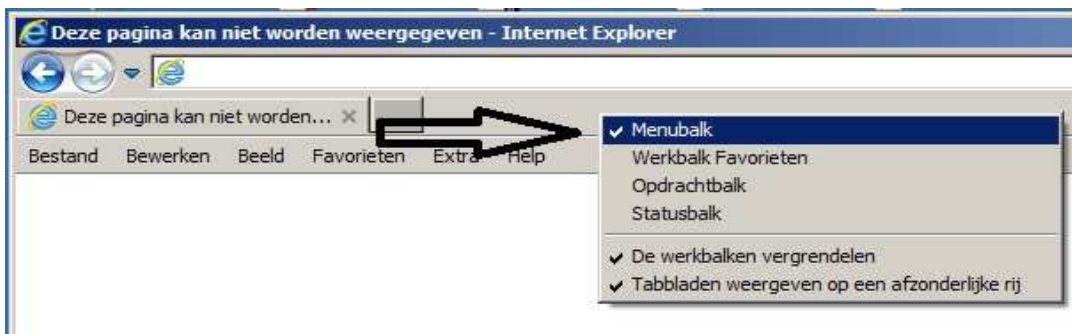 Deze pagina kan niet worden weergegeven - Internet Explorer
Deze pagina kan niet worden...
Bestand Bewerken Beeld Favorieten Extra Help
Menubalk
Werkbalk Favorieten
Opdrachtbalk
Statusbalk
De werkbalken vergrendelen
Tabbladen weergeven op een afzonderlijke rij